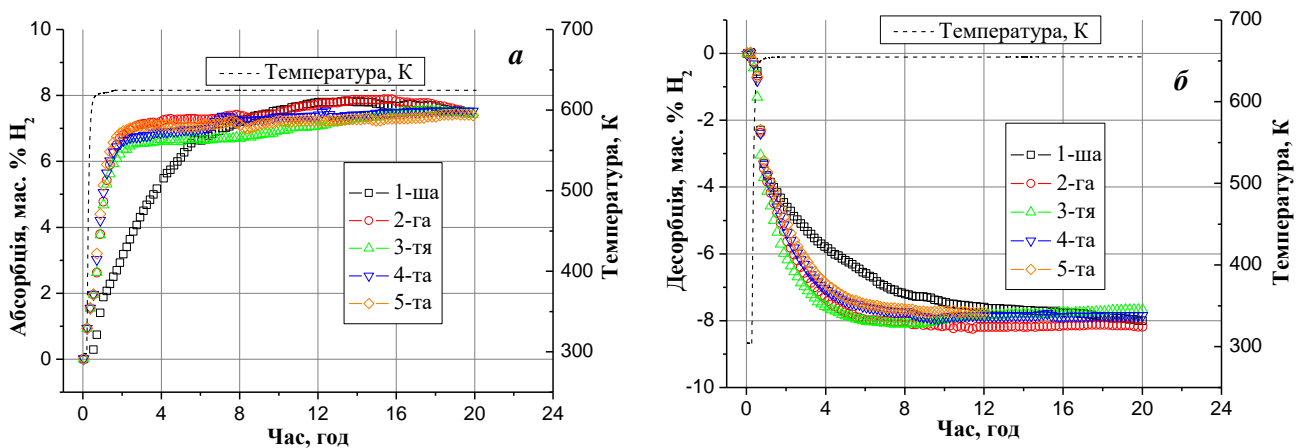 а
Температура, К
Абсорбція, мас. % H2
10
8
6
4
2
0
700
600
500
400
300
Температура, К
1-ша
2-га
3-тя
4-та
5-та
0 4 8 12 16 20 24
Час, год
б
Температура, К
Десорбція, мас. % H2
0
-2
-4
-6
-8
-10
700
600
500
400
300
Температура, К
1-ша
2-га
3-тя
4-та
5-та
0 4 8 12 16 20 24
Час, год